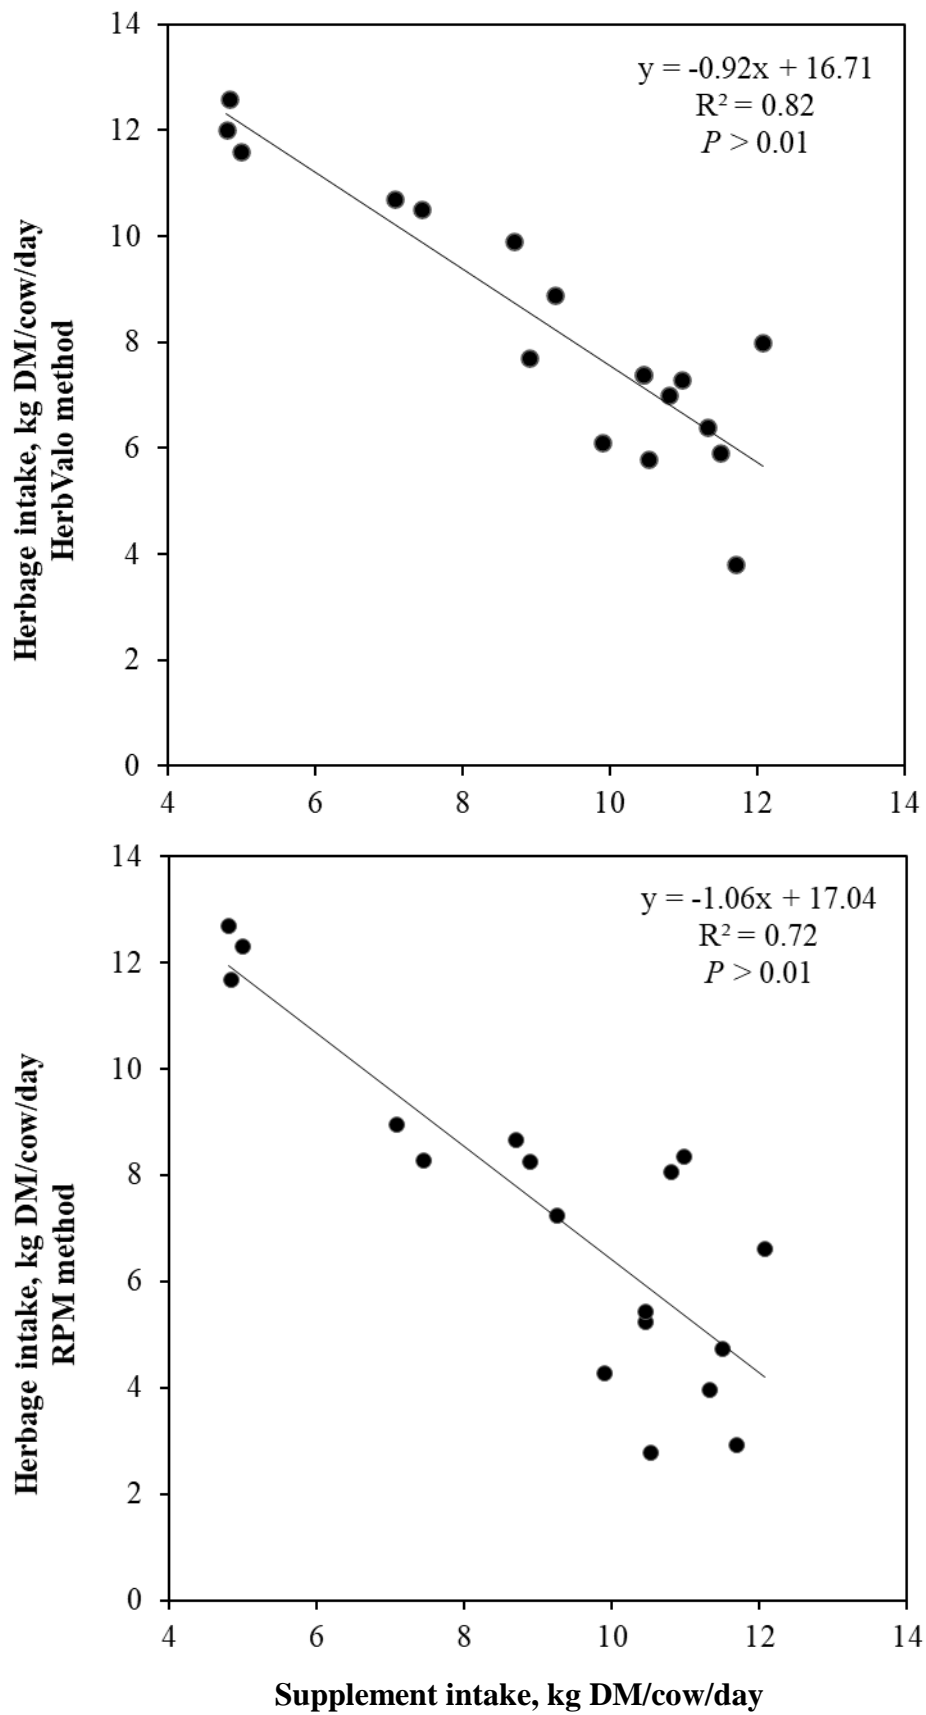 14
12
10
8
6
4
2
0
Herbage intake, kg DM/cow/day
HerbValo method
y = -0.92x + 16.71
R² = 0.82
P > 0.01
4 6 8 10 12 14
14
12
10
8
6
4
2
0
Herbage intake, kg DM/cow/day
RPM method
y = -1.06x + 17.04
R² = 0.72
P > 0.01
4 6 8 10 12 14
Supplement intake, kg DM/cow/day